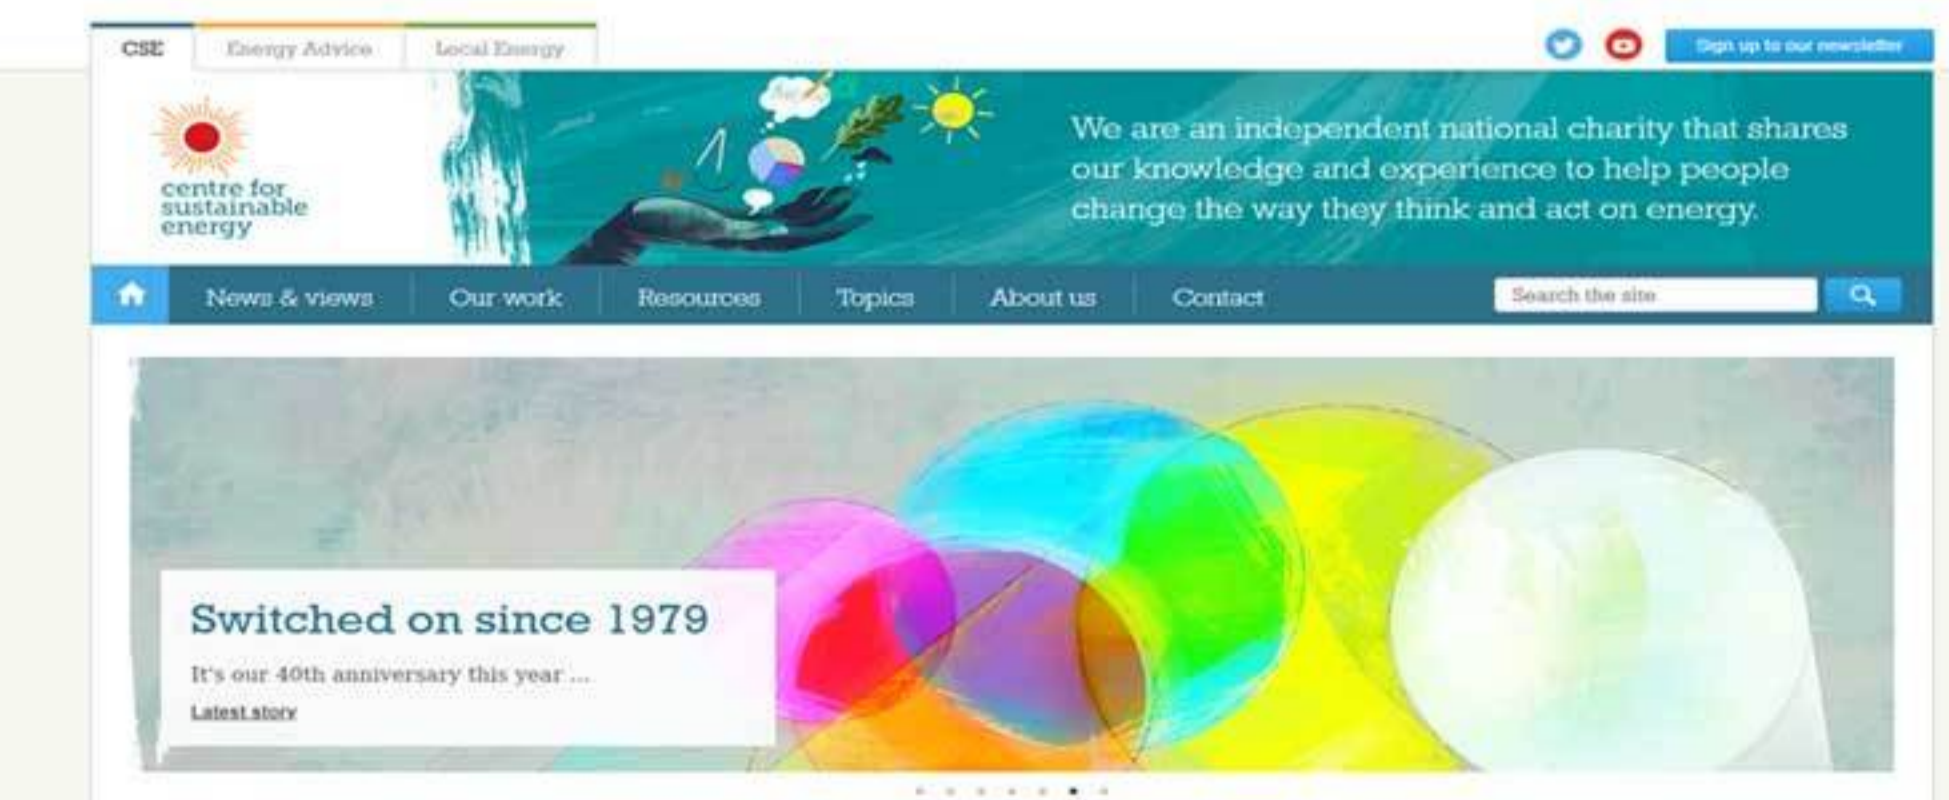 CSE
Energy Advice
Local Energy
Sign up to our newsletter
centre for
sustainable
energy
We are an independent national charity that shares
our knowledge and experience to help people
change the way they think and act on energy.
News & views
Our work
Resources
Topics
About us
Contact
Search the site
Switched on since 1979
It's our 40th anniversary this year ...
Latest story